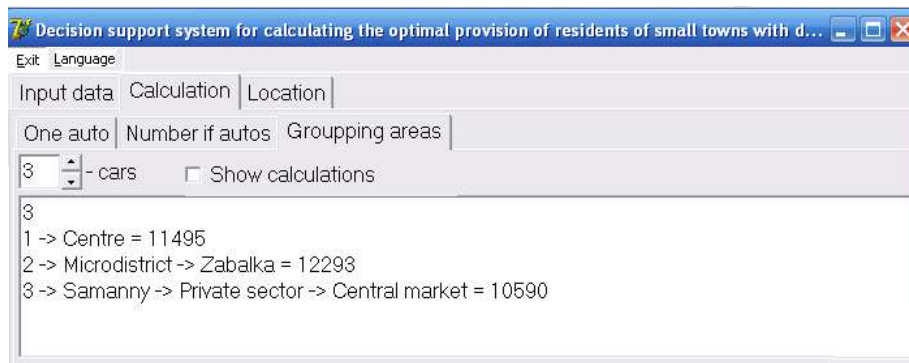 Decision support system for calculating the optimal provision of residents of small towns with d...
Exit Language
Input data Calculation Location
One auto Number if autos Groupping areas
3 - cars Show calculations
3
1 -> Centre = 11495
2 -> Microdistrict -> Zabalka = 12293
3 -> Samanny -> Private sector -> Central market = 10590